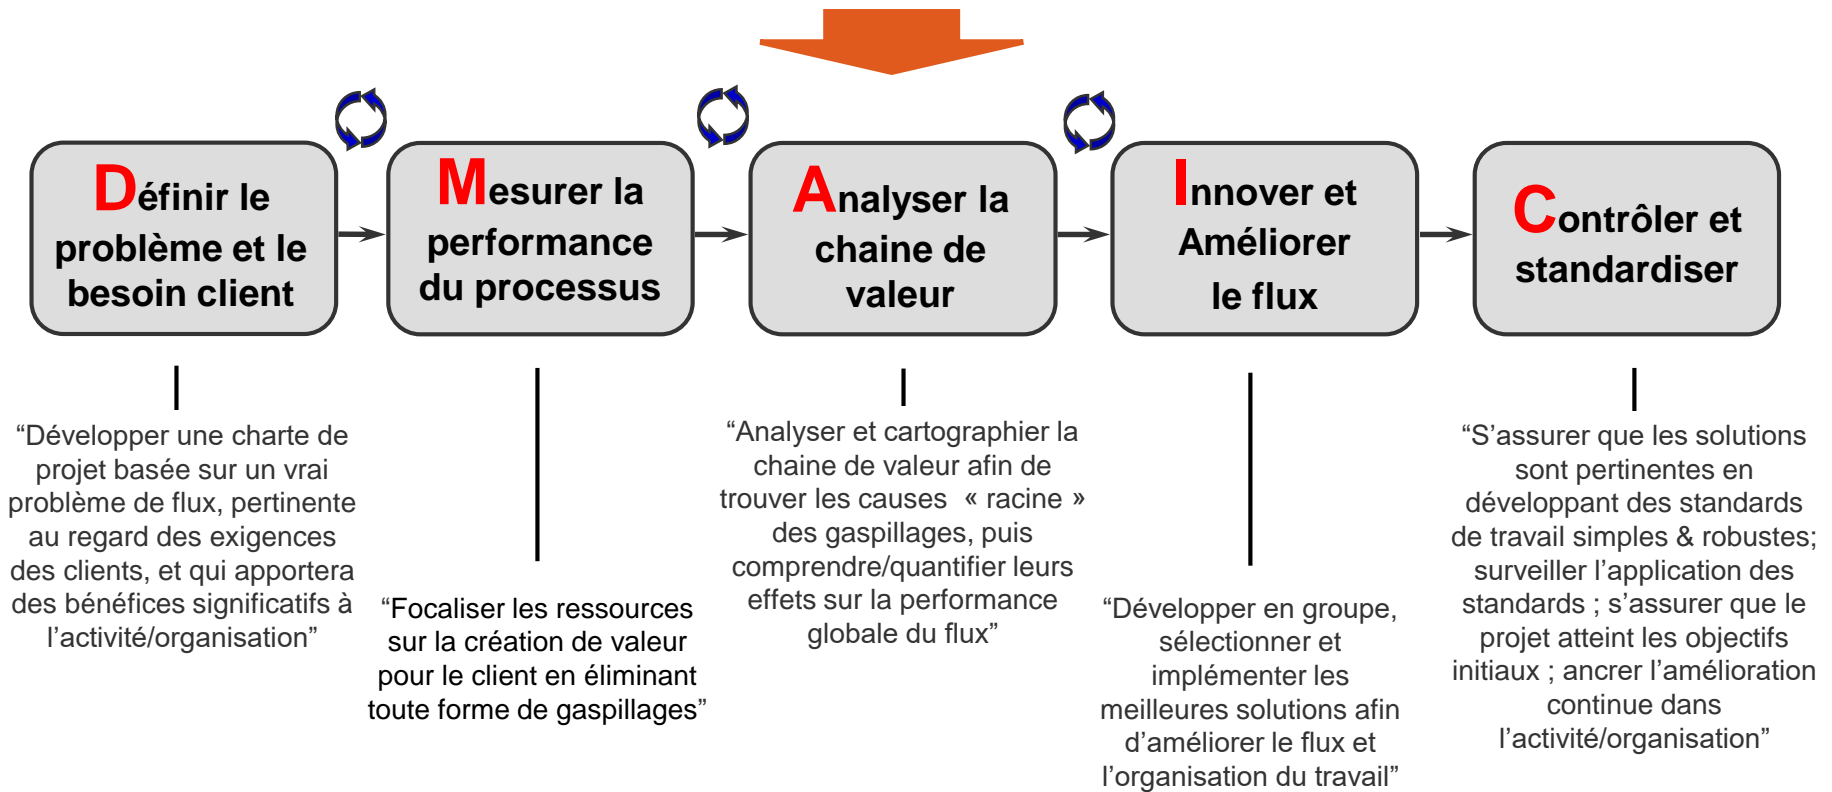 Définir le
problème et le
besoin client
Mesurer la
performance
du processus
Analyser la
chaine de
valeur
Innover et
Améliorer
le flux
Contrôler et
standardiser
“Développer une charte de
projet basée sur un vrai
problème de flux, pertinente
au regard des exigences
des clients, et qui apportera
des bénéfices significatifs à
l’activité/organisation”
“Focaliser les ressources
sur la création de valeur
pour le client en éliminant
toute forme de gaspillages”
“Analyser et cartographier la
chaine de valeur afin de
trouver les causes « racine »
des gaspillages, puis
comprendre/quantifier leurs
effets sur la performance
globale du flux”
“Développer en groupe,
sélectionner et
implémenter les
meilleures solutions afin
d’améliorer le flux et
l’organisation du travail”
“S’assurer que les solutions
sont pertinentes en
développant des standards
de travail simples & robustes;
surveiller l’application des
standards ; s’assurer que le
projet atteint les objectifs
initiaux ; ancrer l’amélioration
continue dans
l’activité/organisation”